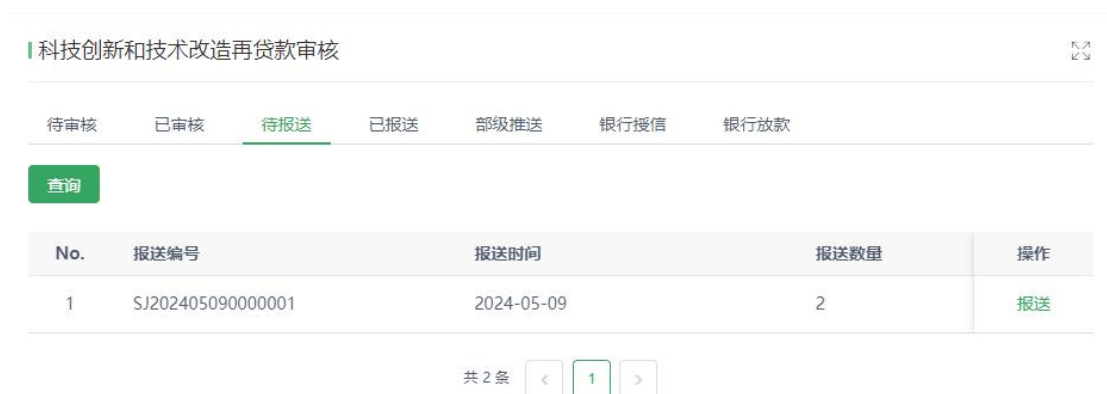 科技创新和技术改造再贷款审核
待审核 已审核 待报送 已报送 部级推送 银行授信 银行放款
查询
No. 报送编号 报送时间 报送数量 操作
1 SJ202405090000001 2024-05-09 2 报送
共 2 条 < 1 >